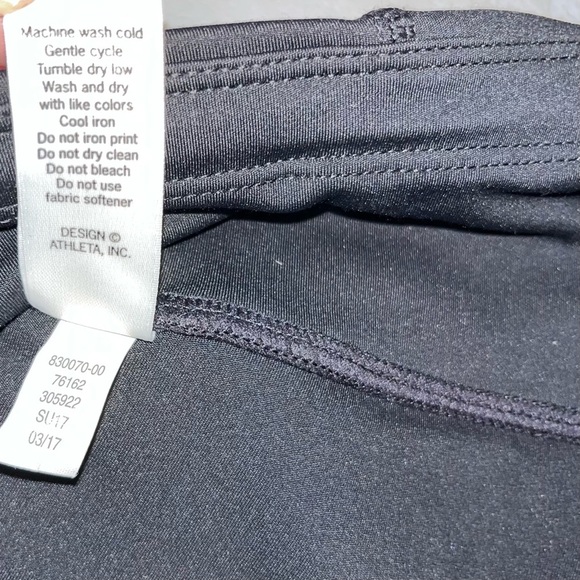 Machine wash cold
Gentle cycle
Tumble dry low
Wash and dry
with like colors
Cool iron
Do not iron print
Do not dry clean
Do not bleach
Do not use
fabric softener
DESIGN ©
ATHLETA, INC.
830070-00
76162
305922
SU17
03/17